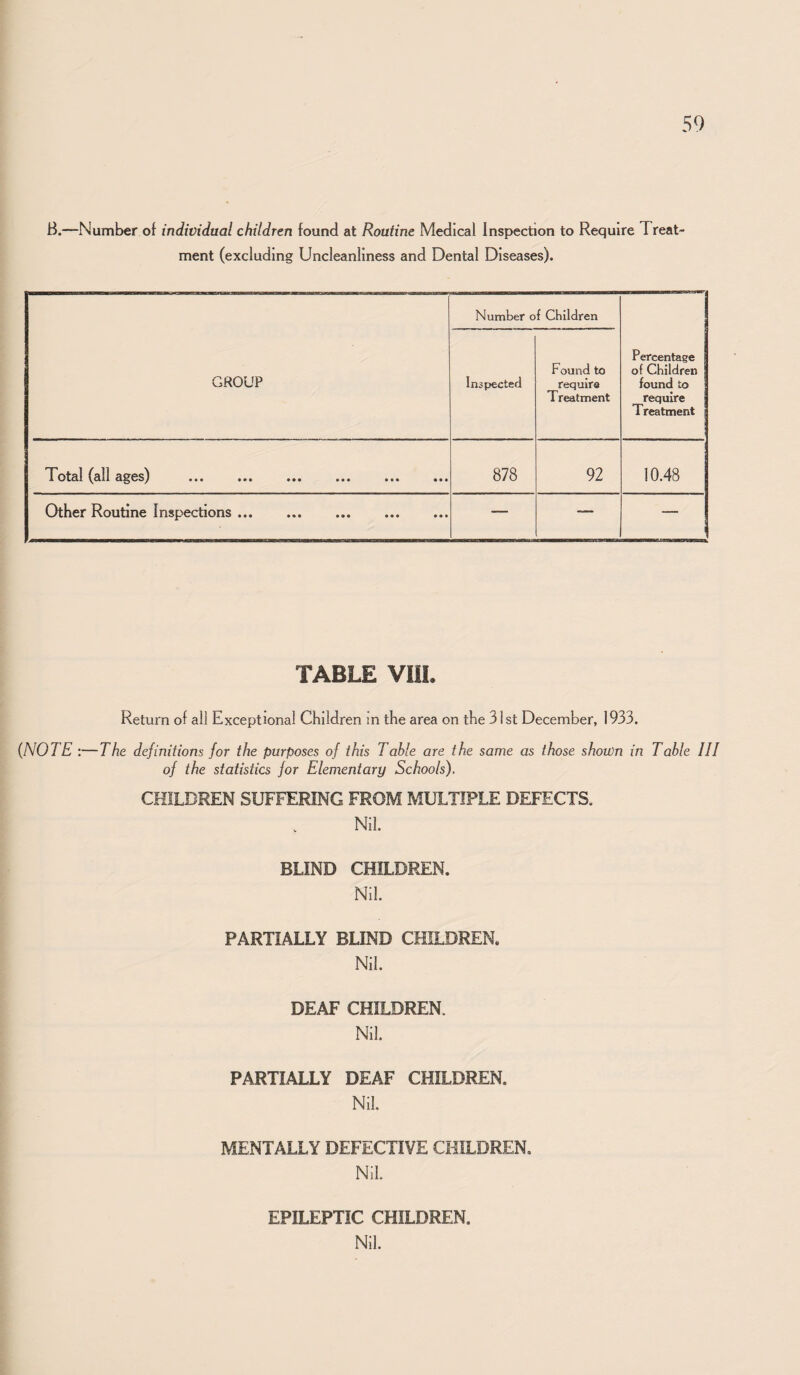 59
B.—Number of individual children found at Routine Medical Inspection to Require Treat-
ment (excluding Uncleanliness and Dental Diseases).
GROUP
Number of Children
Inspected
Found to
require
Treatment
Percentage
of Children
found to
require
Treatment
Total (all ages) ... ... ... ... ... ... 878 92 10.48
Other Routine Inspections ... ... ... ... ... — — —
TABLE VIII.
Return of all Exceptional Children in the area on the 31st December, 1933.
(NOTE :—The definitions for the purposes of this Table are the same as those shown in Table III
of the statistics for Elementary Schools).
CHILDREN SUFFERING FROM MULTIPLE DEFECTS.
Nil.
BLIND CHILDREN.
Nil.
PARTIALLY BLIND CHILDREN.
Nil.
DEAF CHILDREN.
Nil.
PARTIALLY DEAF CHILDREN.
Nil.
MENTALLY DEFECTIVE CHILDREN.
Nil.
EPILEPTIC CHILDREN.
Nil.